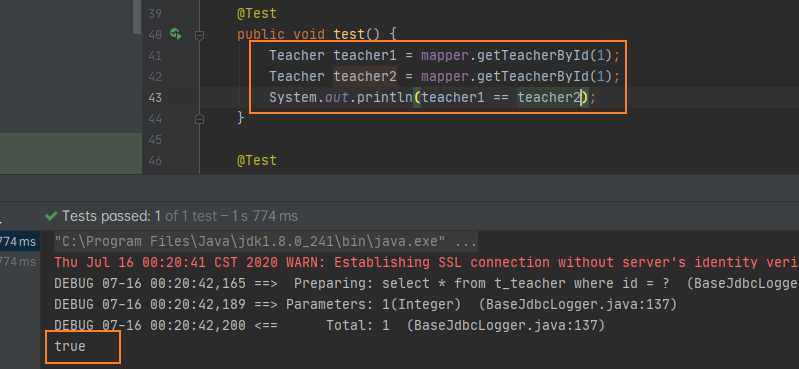 39 @Test
40 public void test() {
41 Teacher teacher1 = mapper.getTeacherById(1);
42 Teacher teacher2 = mapper.getTeacherById(1);
43 System.out.println(teacher1 == teacher2);
44 }
45
46 @Test
Tests passed: 1 of 1 test – 1 s 774 ms
774 ms "C:\Program Files\Java\jdk1.8.0_241\bin\java.exe" ...
774 ms Thu Jul 16 00:20:41 CST 2020 WARN: Establishing SSL connection without server's identity veri
DEBUG 07-16 00:20:42,165 ==>  Preparing: select * from t_teacher where id = ?  (BaseJdbcLogger
DEBUG 07-16 00:20:42,189 ==> Parameters: 1(Integer)  (BaseJdbcLogger.java:137)
DEBUG 07-16 00:20:42,200 <==      Total: 1  (BaseJdbcLogger.java:137)
true